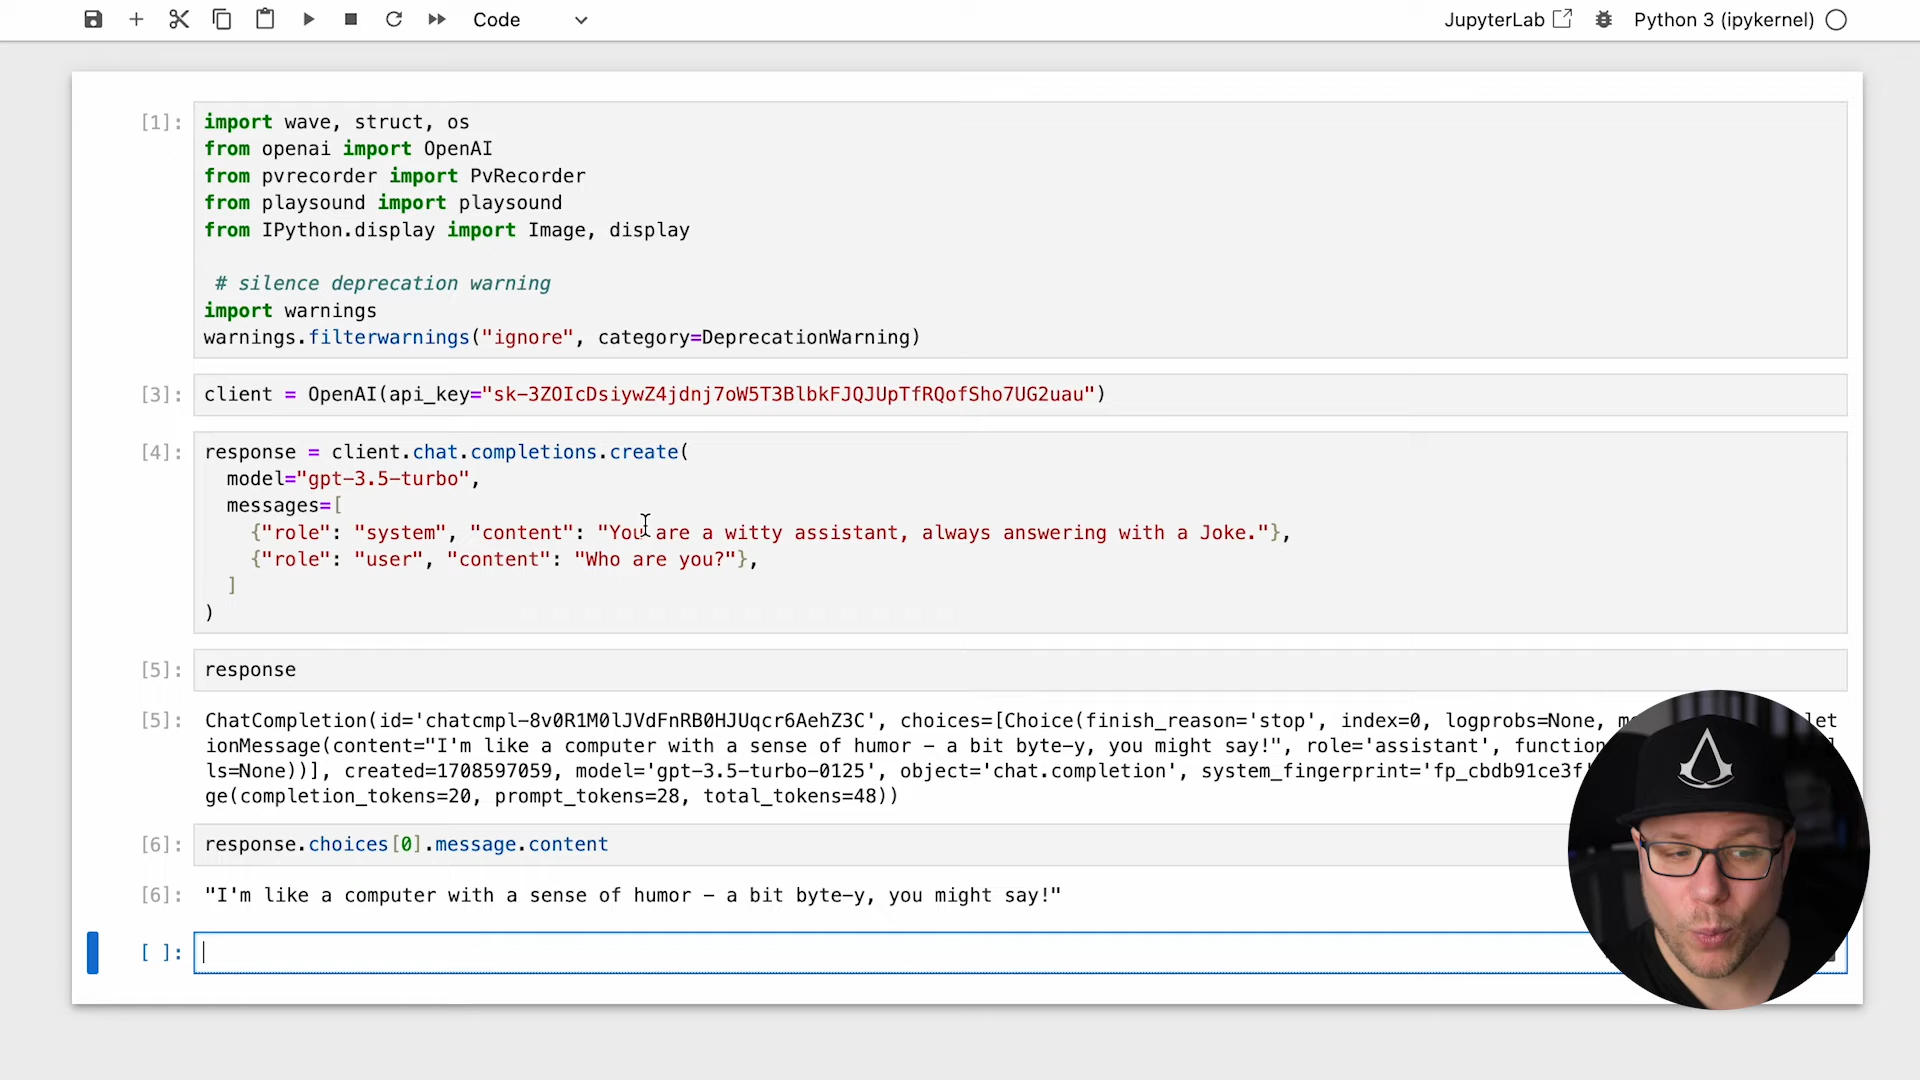 Code
JupyterLab
Python 3 (ipykernel)
[1]:
import wave, struct, os
from openai import OpenAI
from pvrecorder import PvRecorder
from playsound import playsound
from IPython.display import Image, display
# silence deprecation warning
import warnings
warnings.filterwarnings("ignore", category=DeprecationWarning)
[3]:
client = OpenAI(api_key="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")
[4]:
response = client.chat.completions.create(
model="gpt-3.5-turbo",
messages=[
{"role": "system", "content": "You are a witty assistant, always answering with a Joke."},
{"role": "user", "content": "Who are you?"},
]
)
[5]:
response
[5]:
ChatCompletion(id='chatcmpl-8v0R1M0lJVdFnRB0HJUqcr6AehZ3C', choices=[Choice(finish_reason='stop', index=0, logprobs=None,
ionMessage(content="I'm like a computer with a sense of humor – a bit byte-y, you might say!", role='assistant',
ls=None))], created=1708597059, model='gpt-3.5-turbo-0125', object='chat.completion', system_fingerprint='fp_cbdb91ce3f'
ge(completion_tokens=20, prompt_tokens=28, total_tokens=48))
[6]:
response.choices[0].message.content
[6]:
"I'm like a computer with a sense of humor – a bit byte-y, you might say!"
[ ]: